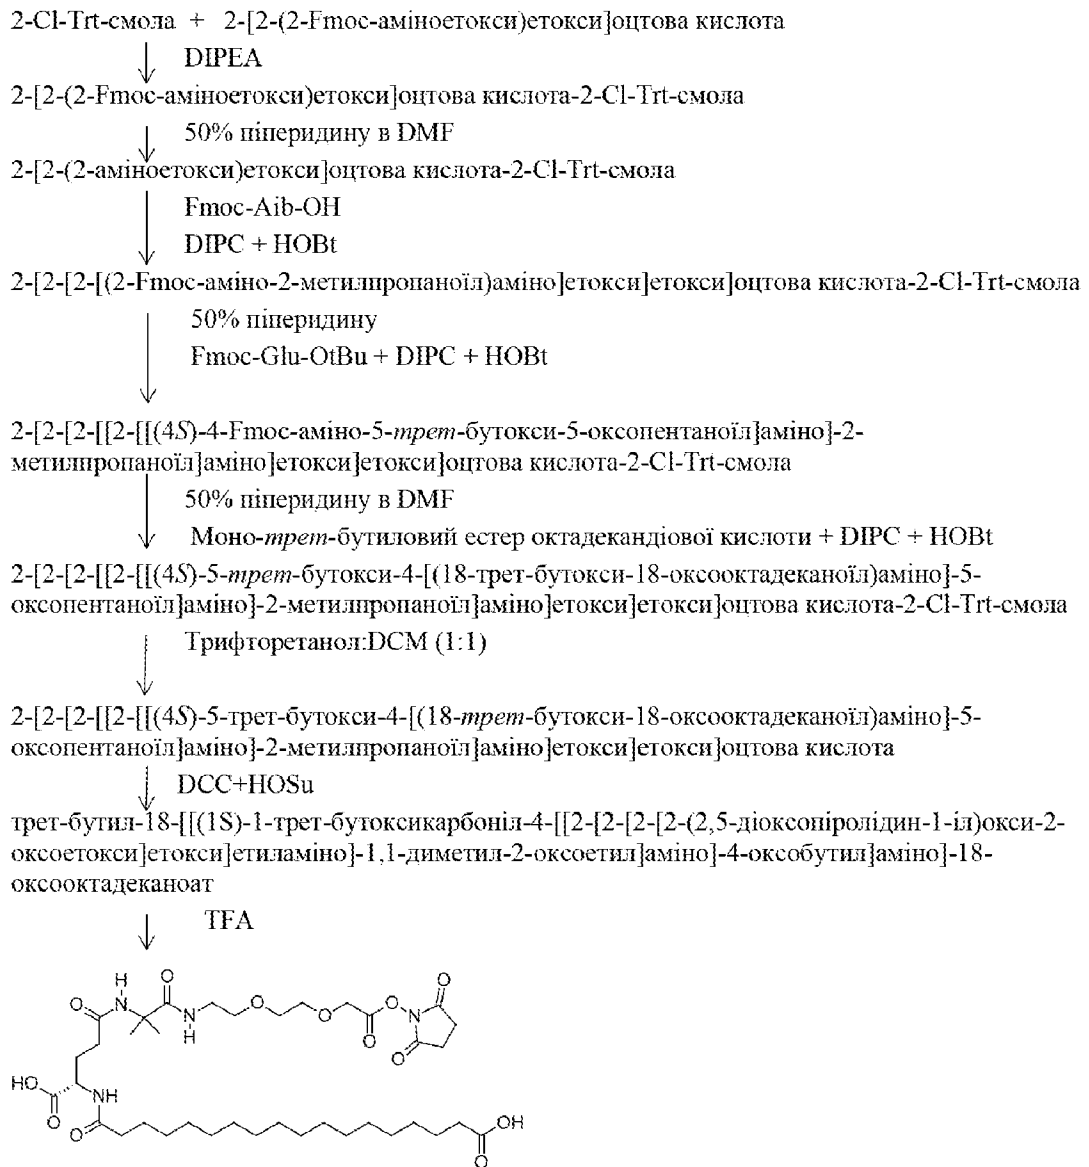 2-Cl-Trt-смола + 2-[2-(2-Fmoc-аміноетокси)етокси]оцтова кислота
DIPEA
2-[2-(2-Fmoc-аміноетокси)етокси]оцтова кислота-2-Cl-Trt-смола
50% піперидину в DMF
2-[2-(2-аміноетокси)етокси]оцтова кислота-2-Cl-Trt-смола
Fmoc-Aib-OH
DIPC + HOBt
2-[2-[2-[(2-Fmoc-аміно-2-метилпропаноїл)аміно]етокси]етокси]оцтова кислота-2-Cl-Trt-смола
50% піперидину
Fmoc-Glu-OtBu + DIPC + HOBt
2-[2-[2-[[2-[[(4S)-4-Fmoc-аміно-5-трет-бутокси-5-оксопентаноїл]аміно]-2-
метилпропаноїл]аміно]етокси]етокси]оцтова кислота-2-Cl-Trt-смола
50% піперидину в DMF
Моно-трет-бутиловий естер октадекандіової кислоти + DIPC + HOBt
2-[2-[2-[[2-[[(4S)-5-трет-бутокси-4-[(18-трет-бутокси-18-оксооктадеканоїл)аміно]-5-
оксопентаноїл]аміно]-2-метилпропаноїл]аміно]етокси]етокси]оцтова кислота-2-Cl-Trt-смола
Трифторетанол:DCM (1:1)
2-[2-[2-[[2-[[(4S)-5-трет-бутокси-4-[(18-трет-бутокси-18-оксооктадеканоїл)аміно]-5-
оксопентаноїл]аміно]-2-метилпропаноїл]аміно]етокси]етокси]оцтова кислота
DCC+HOSu
трет-бутил-18-[[(1S)-1-трет-бутоксикарбоніл-4-[[2-[2-[2-[2-(2,5-діоксопіролідин-1-іл)окси-2-
оксоетокси]етокси]етиламіно]-1,1-диметил-2-оксоетил]аміно]-4-оксобутил]аміно]-18-
оксооктадеканоат
TFA
H
N
O
O
N
H
O
O
O
O
N
O
O
O
HO
O
NH
O
OH
O